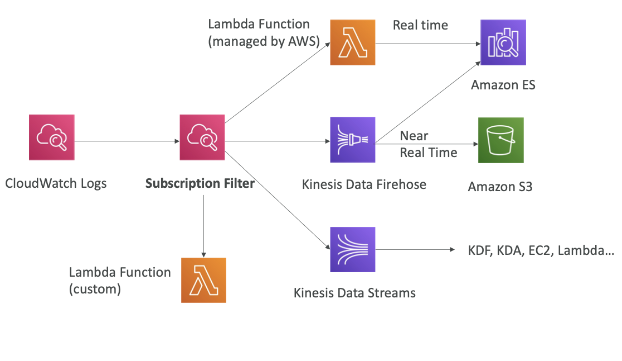 Lambda Function
(managed by AWS)
Real time
Amazon ES
CloudWatch Logs
Subscription Filter
Kinesis Data Firehose
Near
Real Time
Amazon S3
Lambda Function
(custom)
Kinesis Data Streams
KDF, KDA, EC2, Lambda...